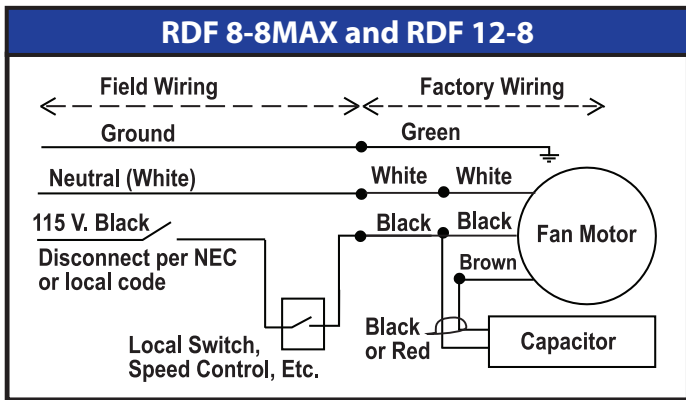 RDF 8-8MAX and RDF 12-8
Field Wiring
Factory Wiring
Ground
Green
Neutral (White)
White
White
115 V. Black
Black
Black
Fan Motor
Disconnect per NEC
or local code
Brown
Local Switch,
Speed Control, Etc.
Black
or Red
Capacitor